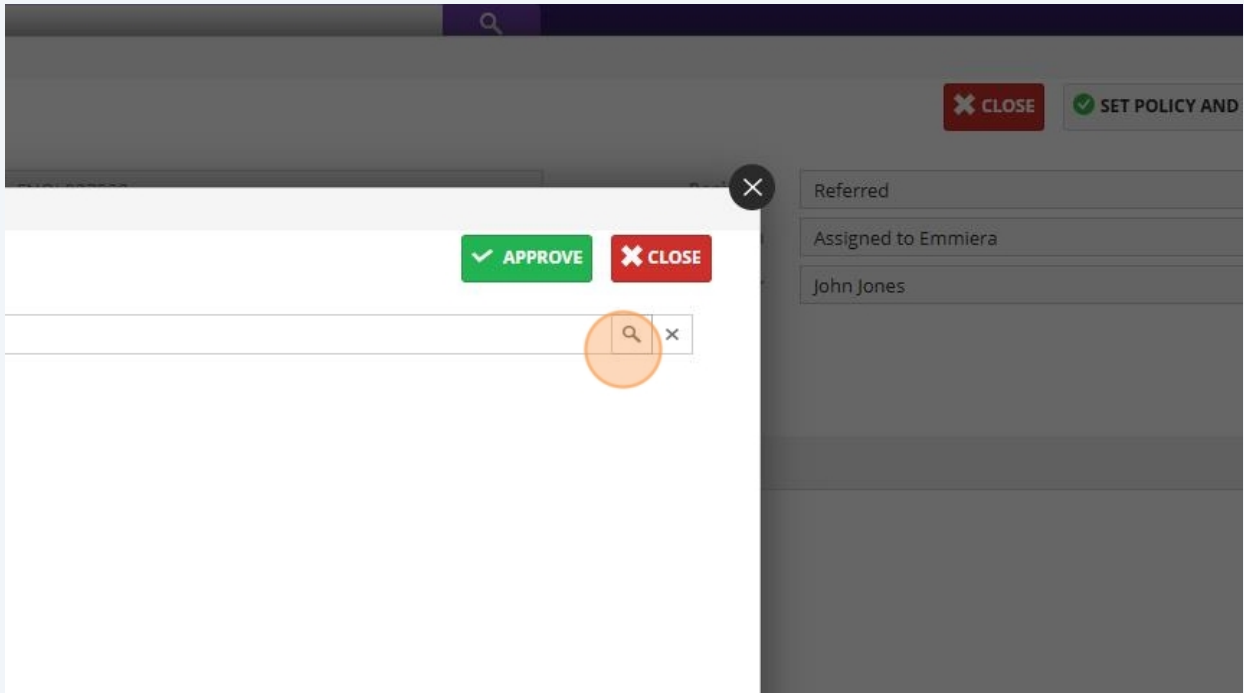 CLOSE SET POLICY AND
Referred
APPROVE CLOSE
Assigned to Emmiera
John Jones